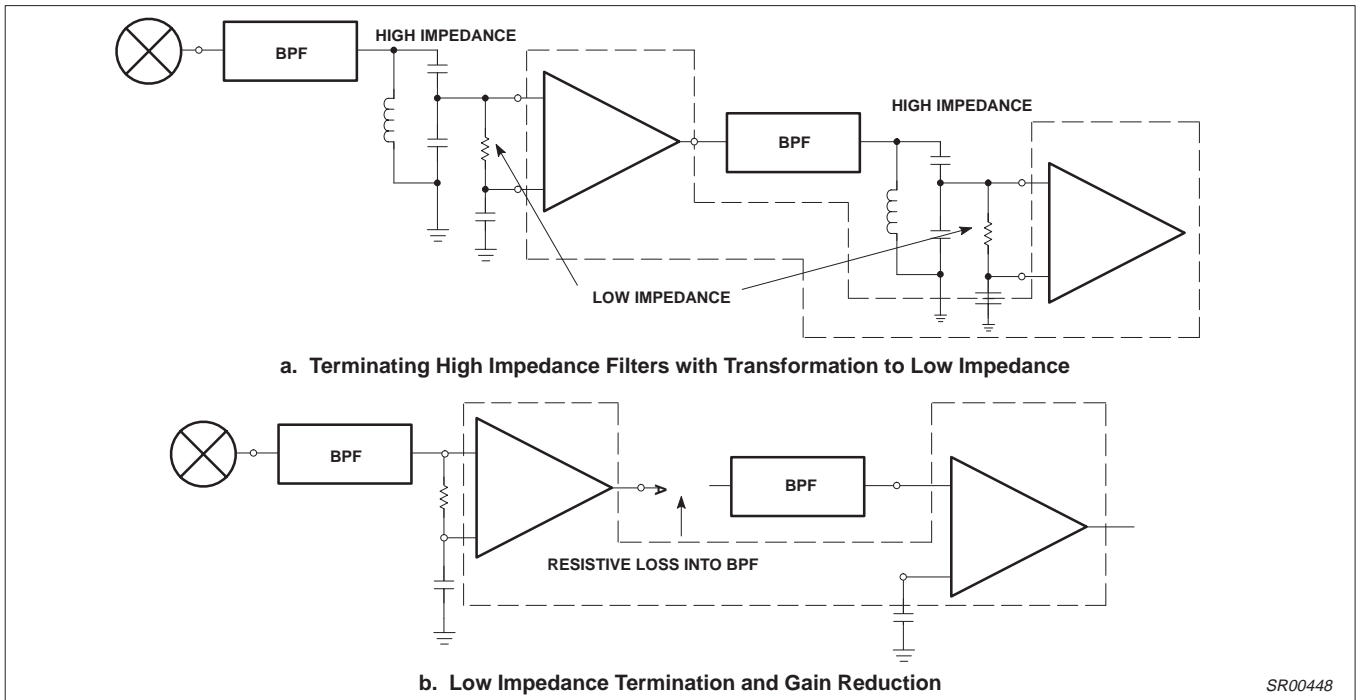 HIGH IMPEDANCE
BPF
HIGH IMPEDANCE
BPF
LOW IMPEDANCE
a. Terminating High Impedance Filters with Transformation to Low Impedance
BPF
A
BPF
RESISTIVE LOSS INTO BPF
b. Low Impedance Termination and Gain Reduction
SR00448